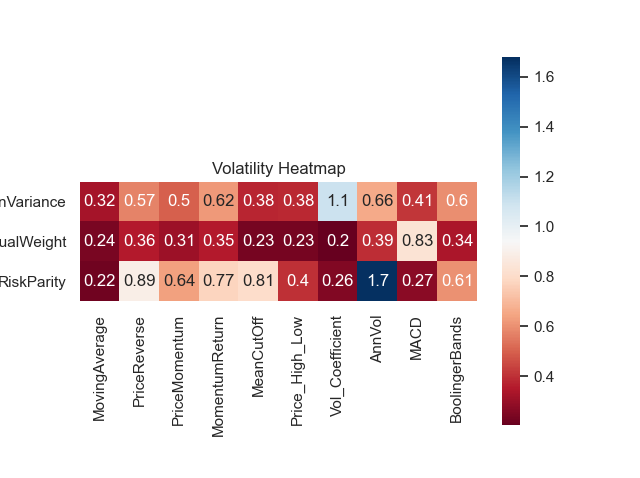 Volatility Heatmap
nVariance 0.32 0.57 0.5 0.62 0.38 0.38 1.1 0.66 0.41 0.6
ualWeight 0.24 0.36 0.31 0.35 0.23 0.23 0.2 0.39 0.83 0.34
RiskParity 0.22 0.89 0.64 0.77 0.81 0.4 0.26 1.7 0.27 0.61
MovingAverage
PriceReverse
PriceMomentum
MomentumReturn
MeanCutOff
Price_High_Low
Vol_Coefficient
AnnVol
MACD
BoolingerBands
1.6
1.4
1.2
1.0
0.8
0.6
0.4